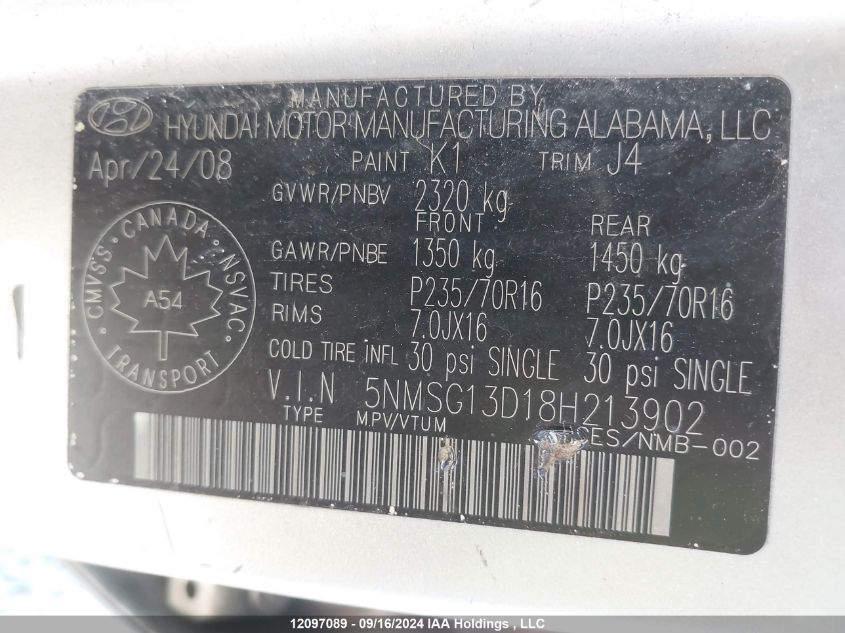 MANUFACTURED BY
HYUNDAI MOTOR MANUFACTURING ALABAMA, LLC
Apr/24/08 PAINT K1 TRIM J4
GVWR/PNBV 2320 kg
FRONT REAR
GAWR/PNBE 1350 kg 1450 kg
TIRES P235/70R16 P235/70R16
RIMS 7.0JX16 7.0JX16
COLD TIRE INFL 30 psi SINGLE 30 psi SINGLE
V.I.N 5NMSG13D18H213902
TYPE MPV/VTUM
CES/NMB-002
CANADA
CMVSS NSVAC
A54
TRANSPORT
12097089 - 09/16/2024 IAA Holdings , LLC